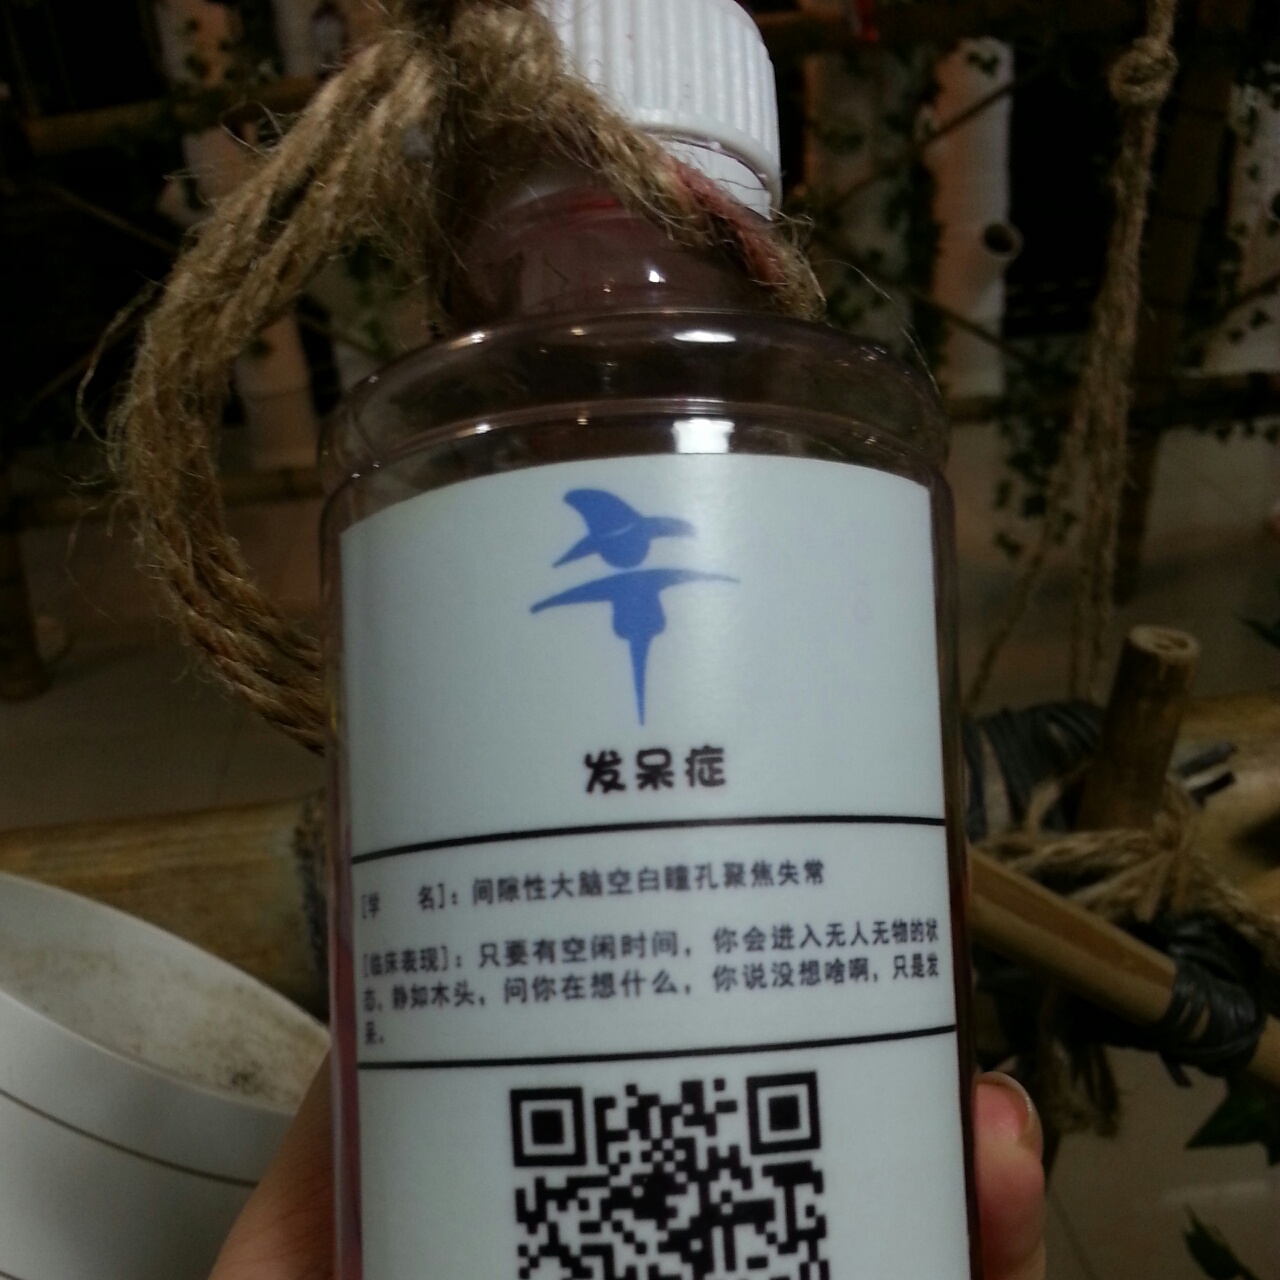 发呆症
[学　名]：间隙性大脑空白瞳孔聚焦失常
[临床表现]：只要有空闲时间，你会进入无人无物的状
态，静如木头，问你在想什么，你说没想啥啊，只是发
呆。